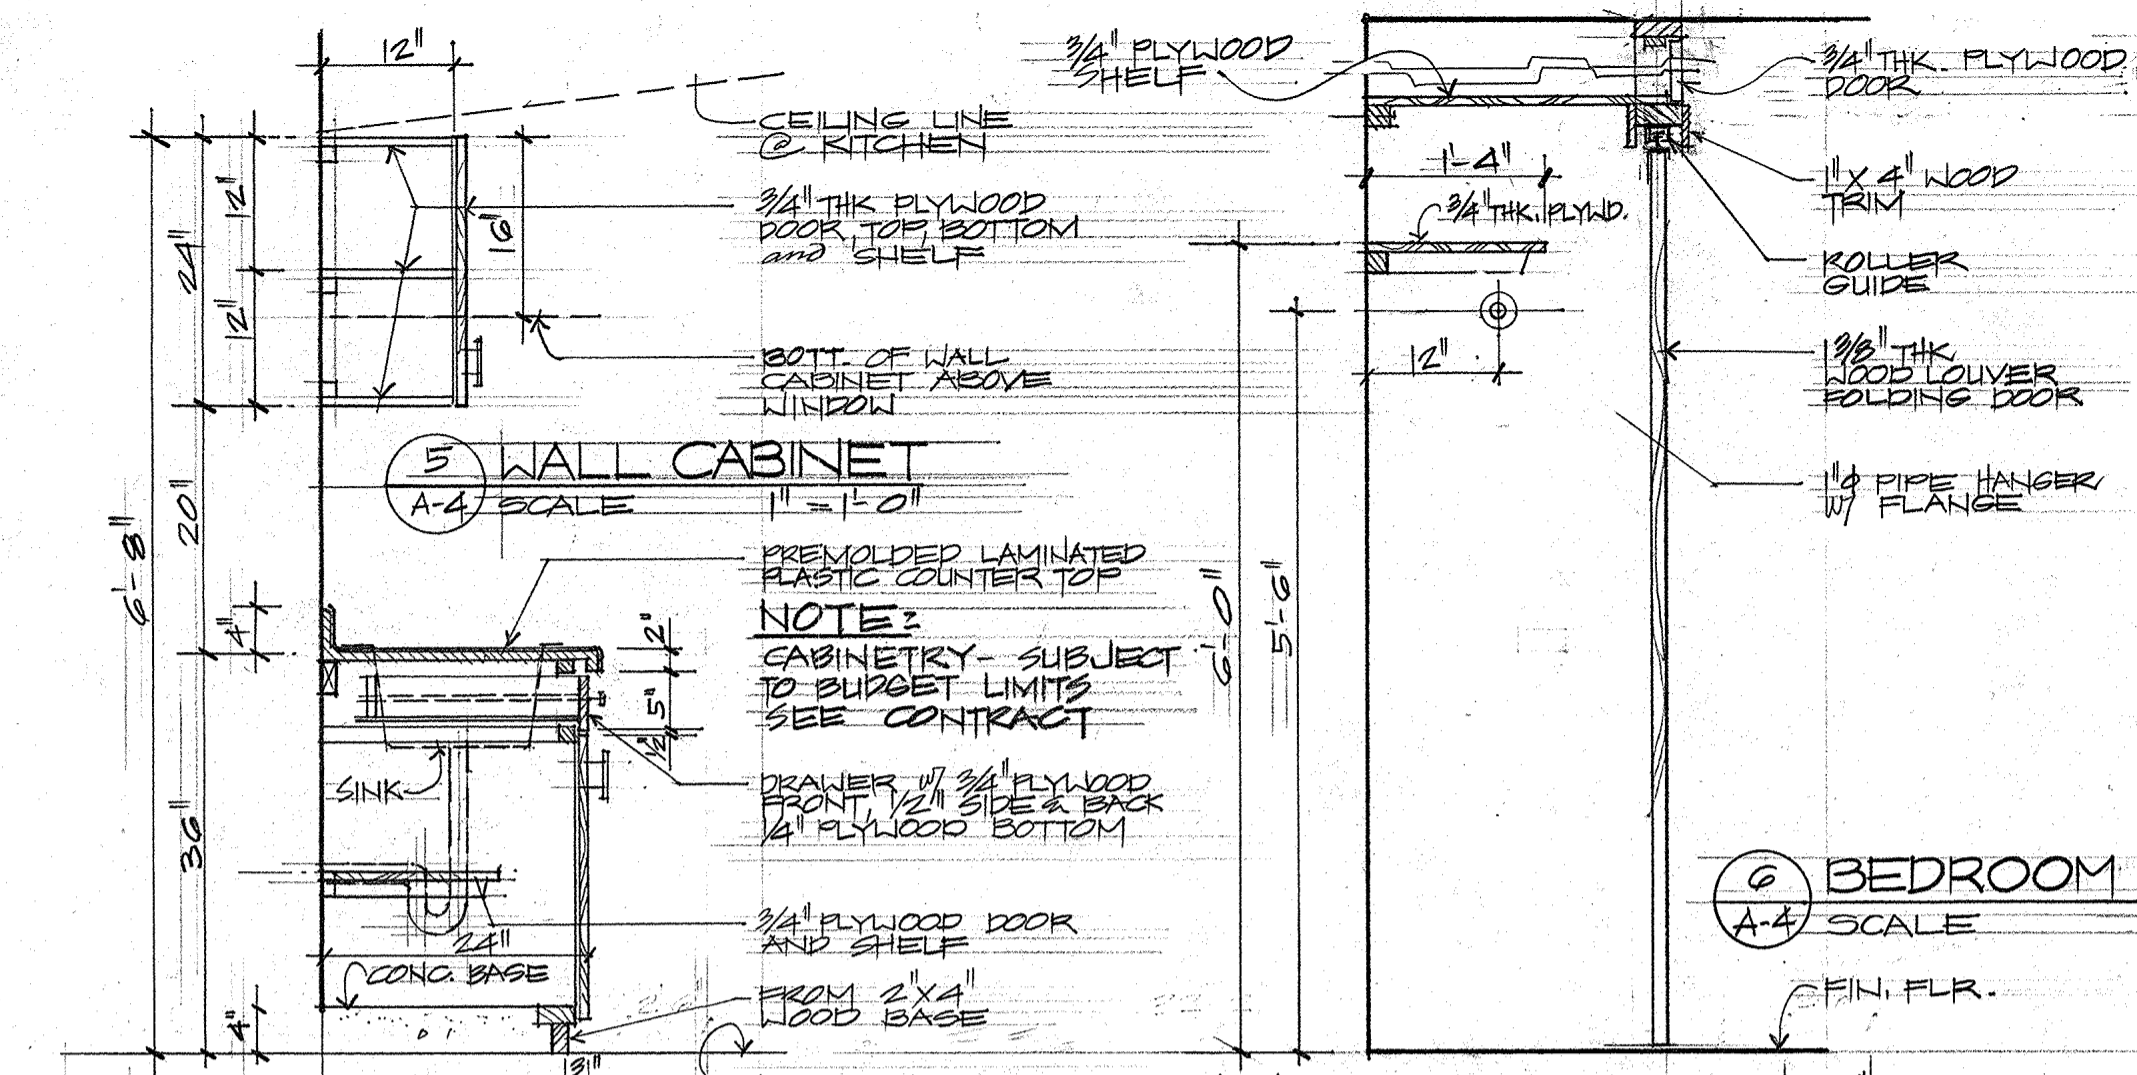 12"
CEILING LINE
@ KITCHEN
12"
24"
12"
16"
3/4" THK PLYWOOD
DOOR, TOP, BOTTOM
and SHELF
BOTT. OF WALL
CABINET ABOVE
WINDOW
5
A-4
WALL CABINET
SCALE 1" = 1'-0"
6'-8"
20"
4"
36"
4"
PREMOLDED LAMINATED
PLASTIC COUNTER TOP
NOTE:
CABINETRY - SUBJECT
TO BUDGET LIMITS
SEE CONTRACT
2"
5"
1/2"
SINK
DRAWER W/ 3/4" PLYWOOD
FRONT, 1/2" SIDE & BACK
1/4" PLYWOOD BOTTOM
24"
3/4" PLYWOOD DOOR
AND SHELF
CONC. BASE
FROM 2"X4"
WOOD BASE
3/4" PLYWOOD
SHELF
3/4" THK. PLYWOOD
DOOR
1'-4"
3/4" THK. PLYWD.
1" X 4" WOOD
TRIM
ROLLER
GUIDE
12"
1 3/8" THK
WOOD LOUVER
FOLDING DOOR
1"φ PIPE HANGER
W/ FLANGE
6'-0"
5'-6"
6
A-4
BEDROOM
SCALE
FIN. FLR.